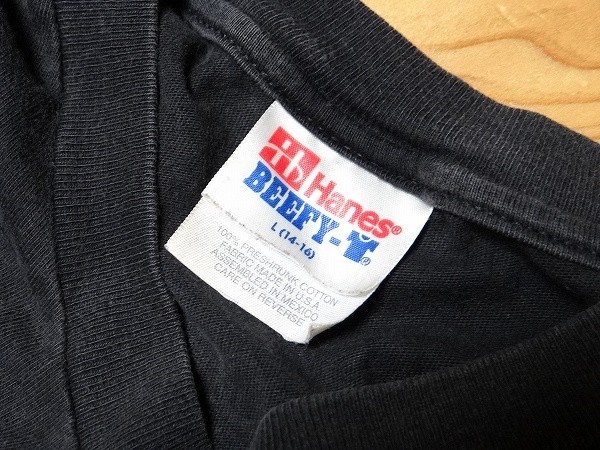 Hanes®
BEEFY-T®
L (14-16)
100% PRESHRUNK COTTON
FABRIC MADE IN U.S.A.
ASSEMBLED IN MEXICO
CARE ON REVERSE